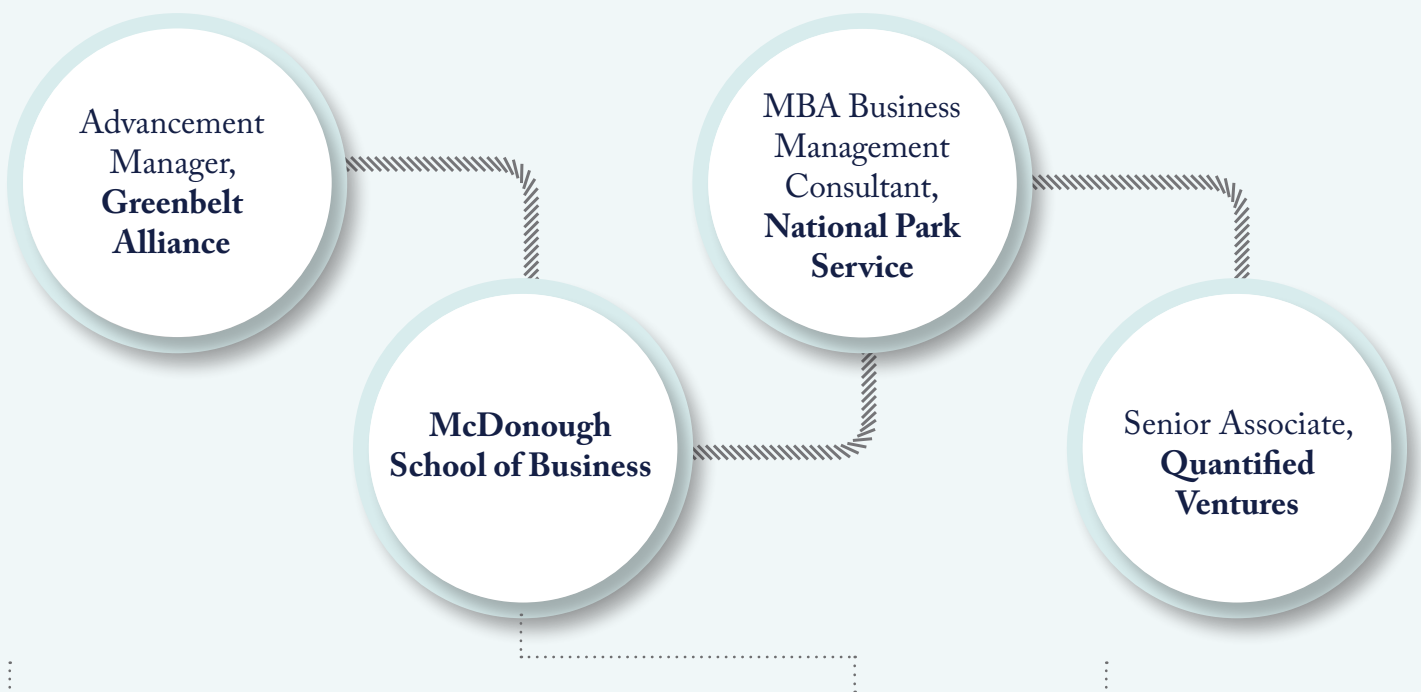 Advancement
Manager,
Greenbelt
Alliance
McDonough
School of Business
MBA Business
Management
Consultant,
National Park
Service
Senior Associate,
Quantified
Ventures